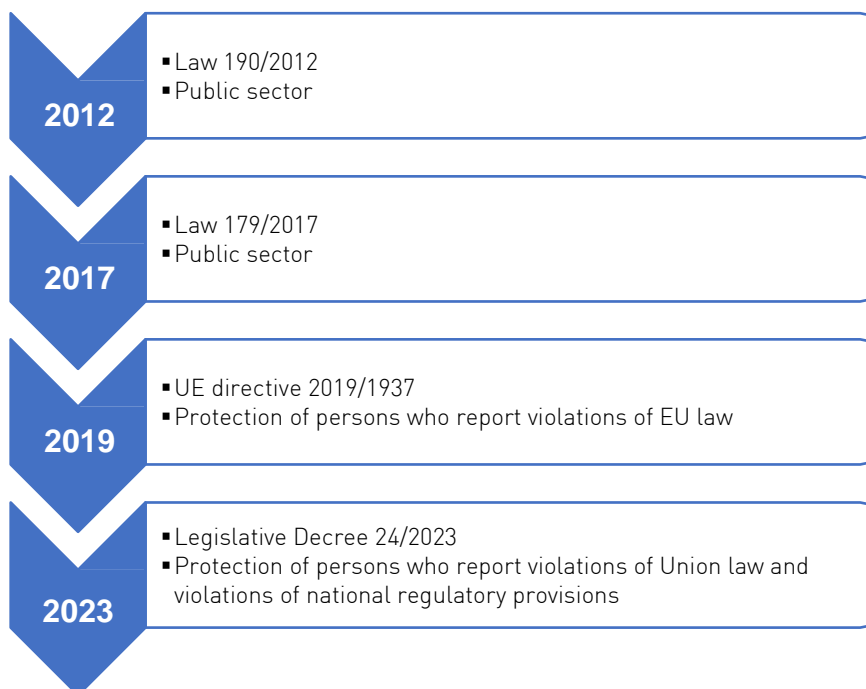 2012
▪Law 190/2012
▪Public sector
2017
▪Law 179/2017
▪Public sector
2019
▪UE directive 2019/1937
▪Protection of persons who report violations of EU law
2023
▪Legislative Decree 24/2023
▪Protection of persons who report violations of Union law and
violations of national regulatory provisions